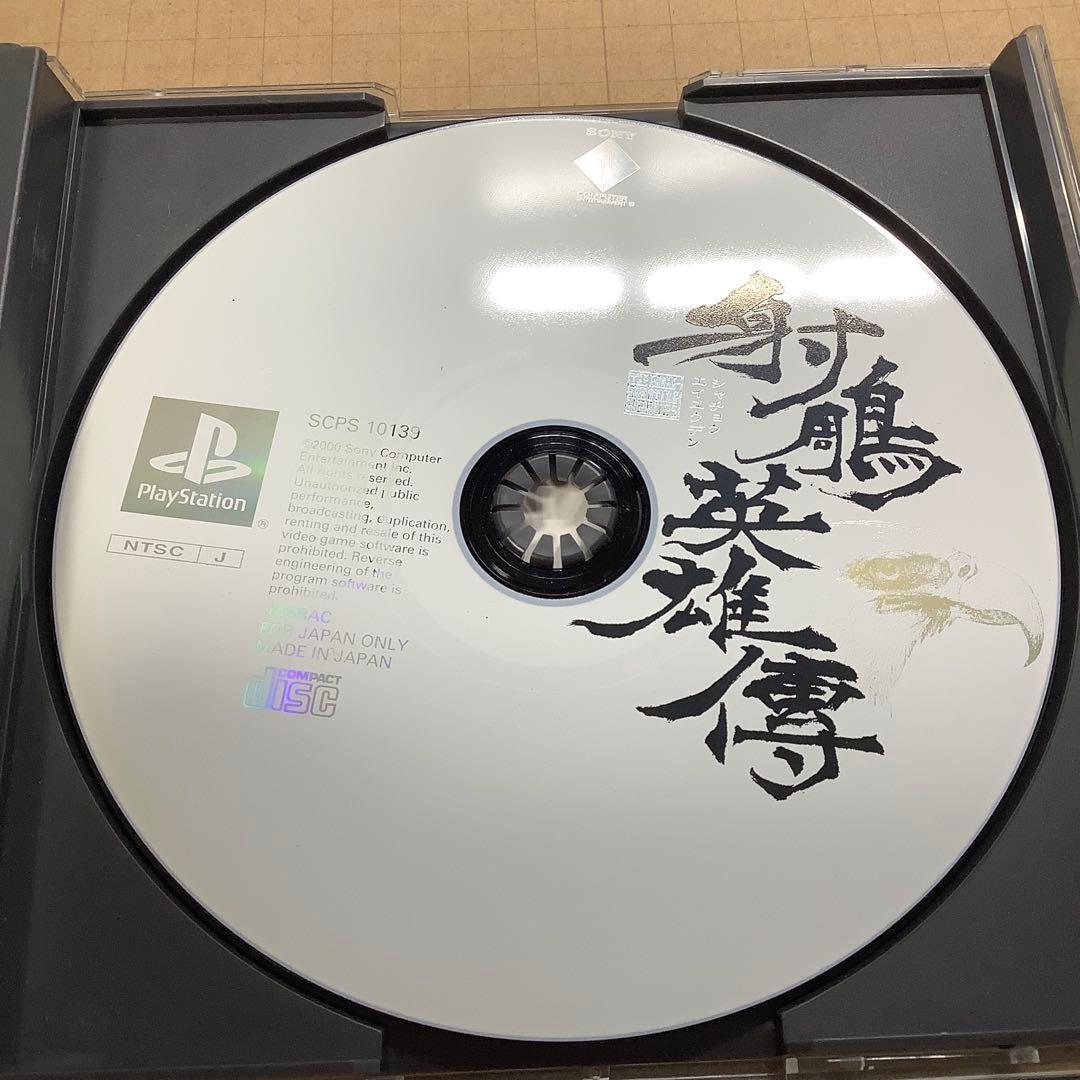 SONY
COMPUTER
ENTERTAINMENT
射鵰英雄傳
シャチョウ
エイユウデン
PlayStation
®
NTSC J
SCPS 10139
©2000 Sony Computer
Entertainment Inc.
All rights reserved.
Unauthorized public
performance,
broadcasting, duplication,
renting and resale of this
video game software is
prohibited. Reverse
engineering of the
program software is
prohibited.
JASRAC
FOR JAPAN ONLY
MADE IN JAPAN
COMPACT
disc